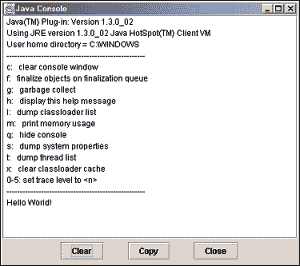 Java Console
Java(TM) Plug-in: Version 1.3.0_02
Using JRE version 1.3.0_02 Java HotSpot(TM) Client VM
User home directory = C:\WINDOWS
----------------------------------------------------
c:   clear console window
f:   finalize objects on finalization queue
g:   garbage collect
h:   display this help message
l:   dump classloader list
m:   print memory usage
q:   hide console
s:   dump system properties
t:   dump thread list
x:   clear classloader cache
0-5: set trace level to <n>
----------------------------------------------------
Hello World!
Clear Copy Close